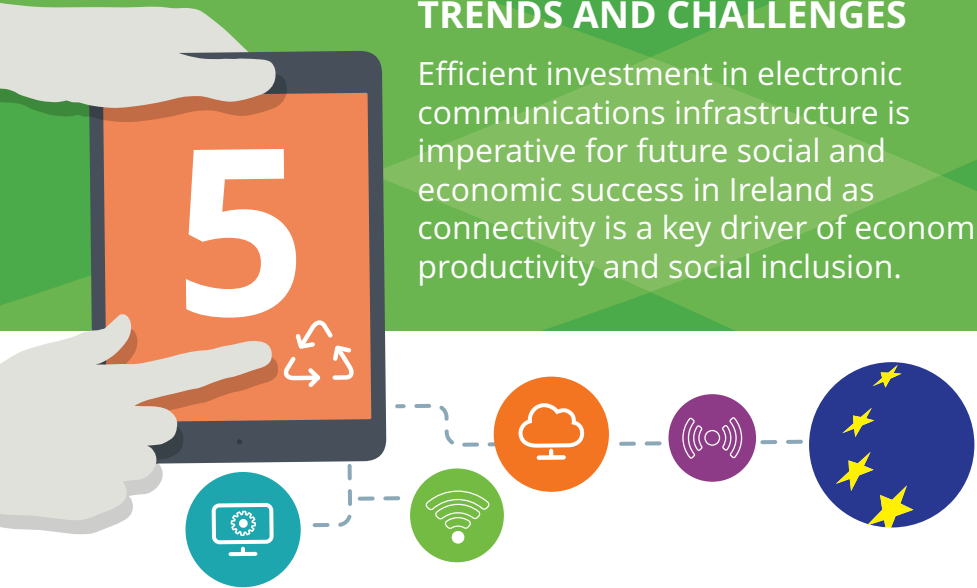 TRENDS AND CHALLENGES
Efficient investment in electronic
communications infrastructure is
imperative for future social and
economic success in Ireland as
connectivity is a key driver of econom
productivity and social inclusion.
5